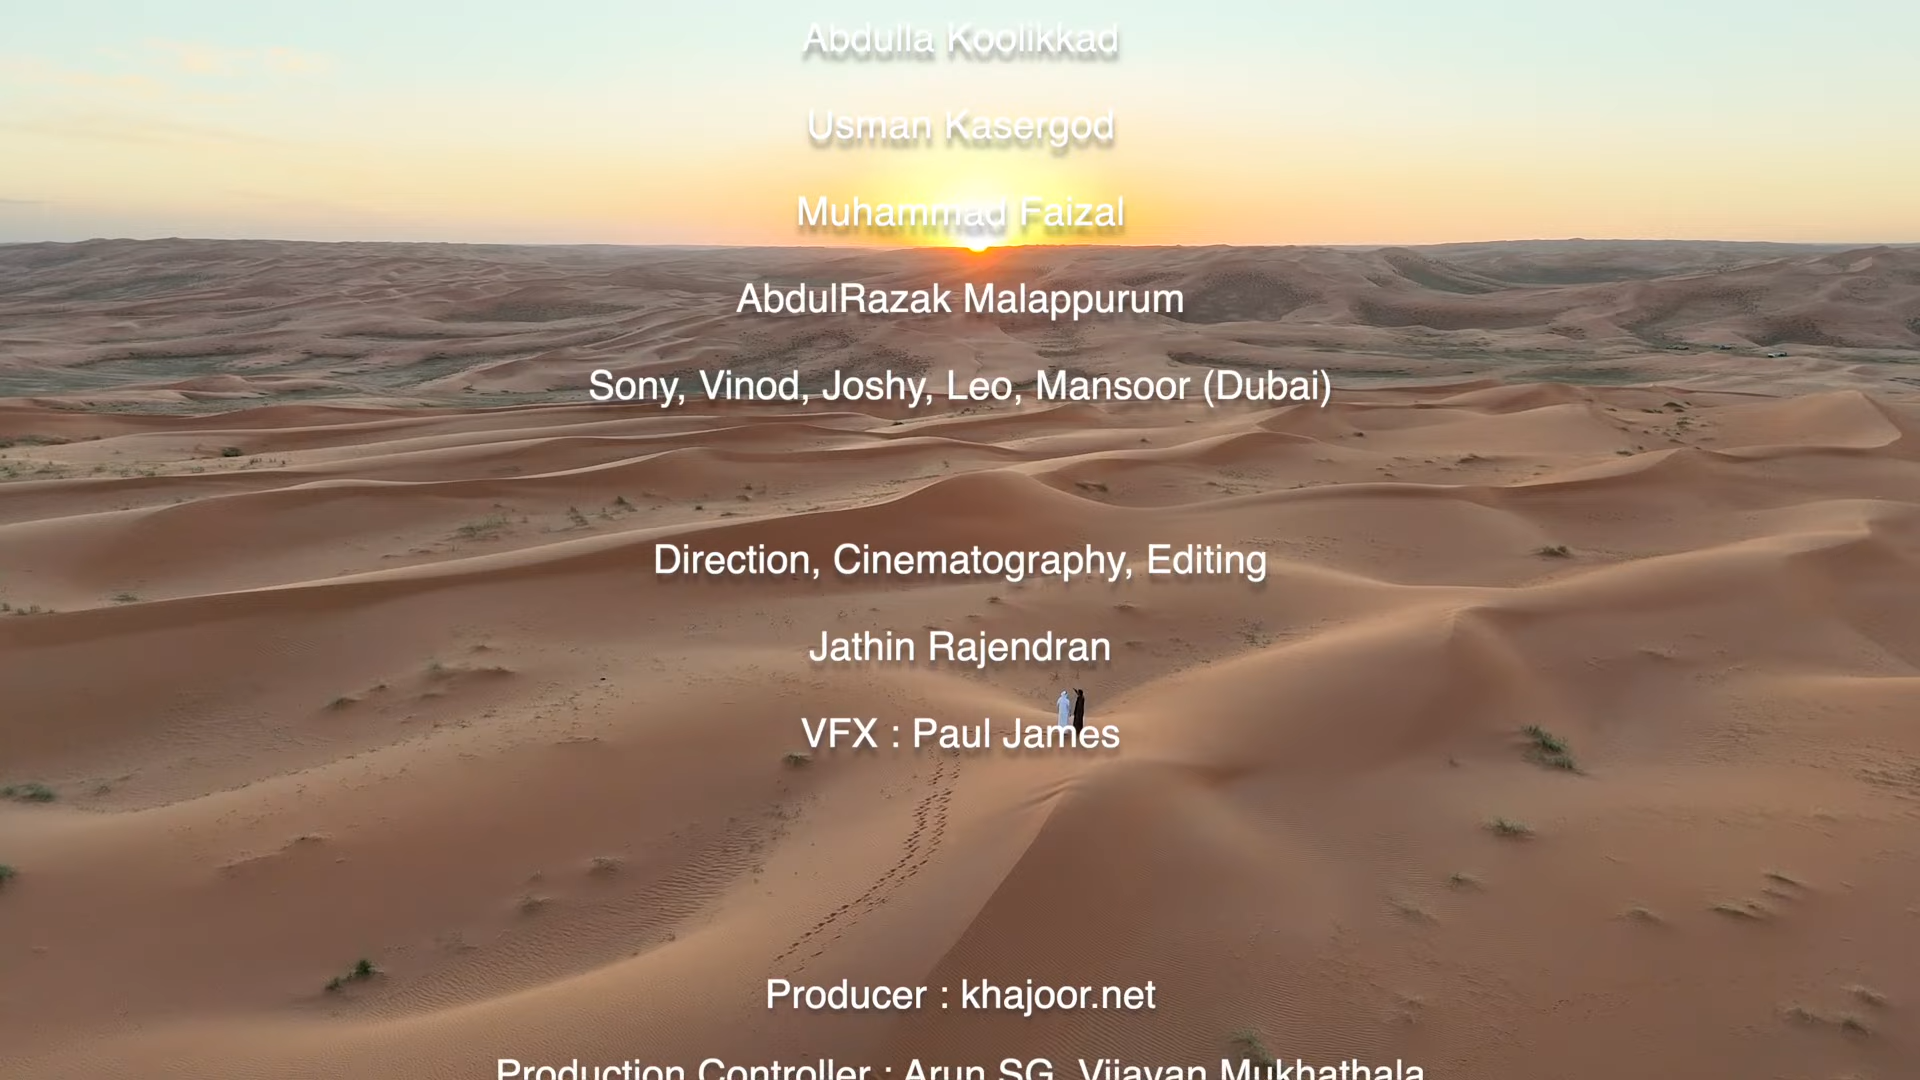 Abdulla Koolikkad
Usman Kasergod
Muhammad Faizal
AbdulRazak Malappurum
Sony, Vinod, Joshy, Leo, Mansoor (Dubai)
Direction, Cinematography, Editing
Jathin Rajendran
VFX : Paul James
Producer : khajoor.net
Production Controller : Arun SG, Vijayan Mukhathala